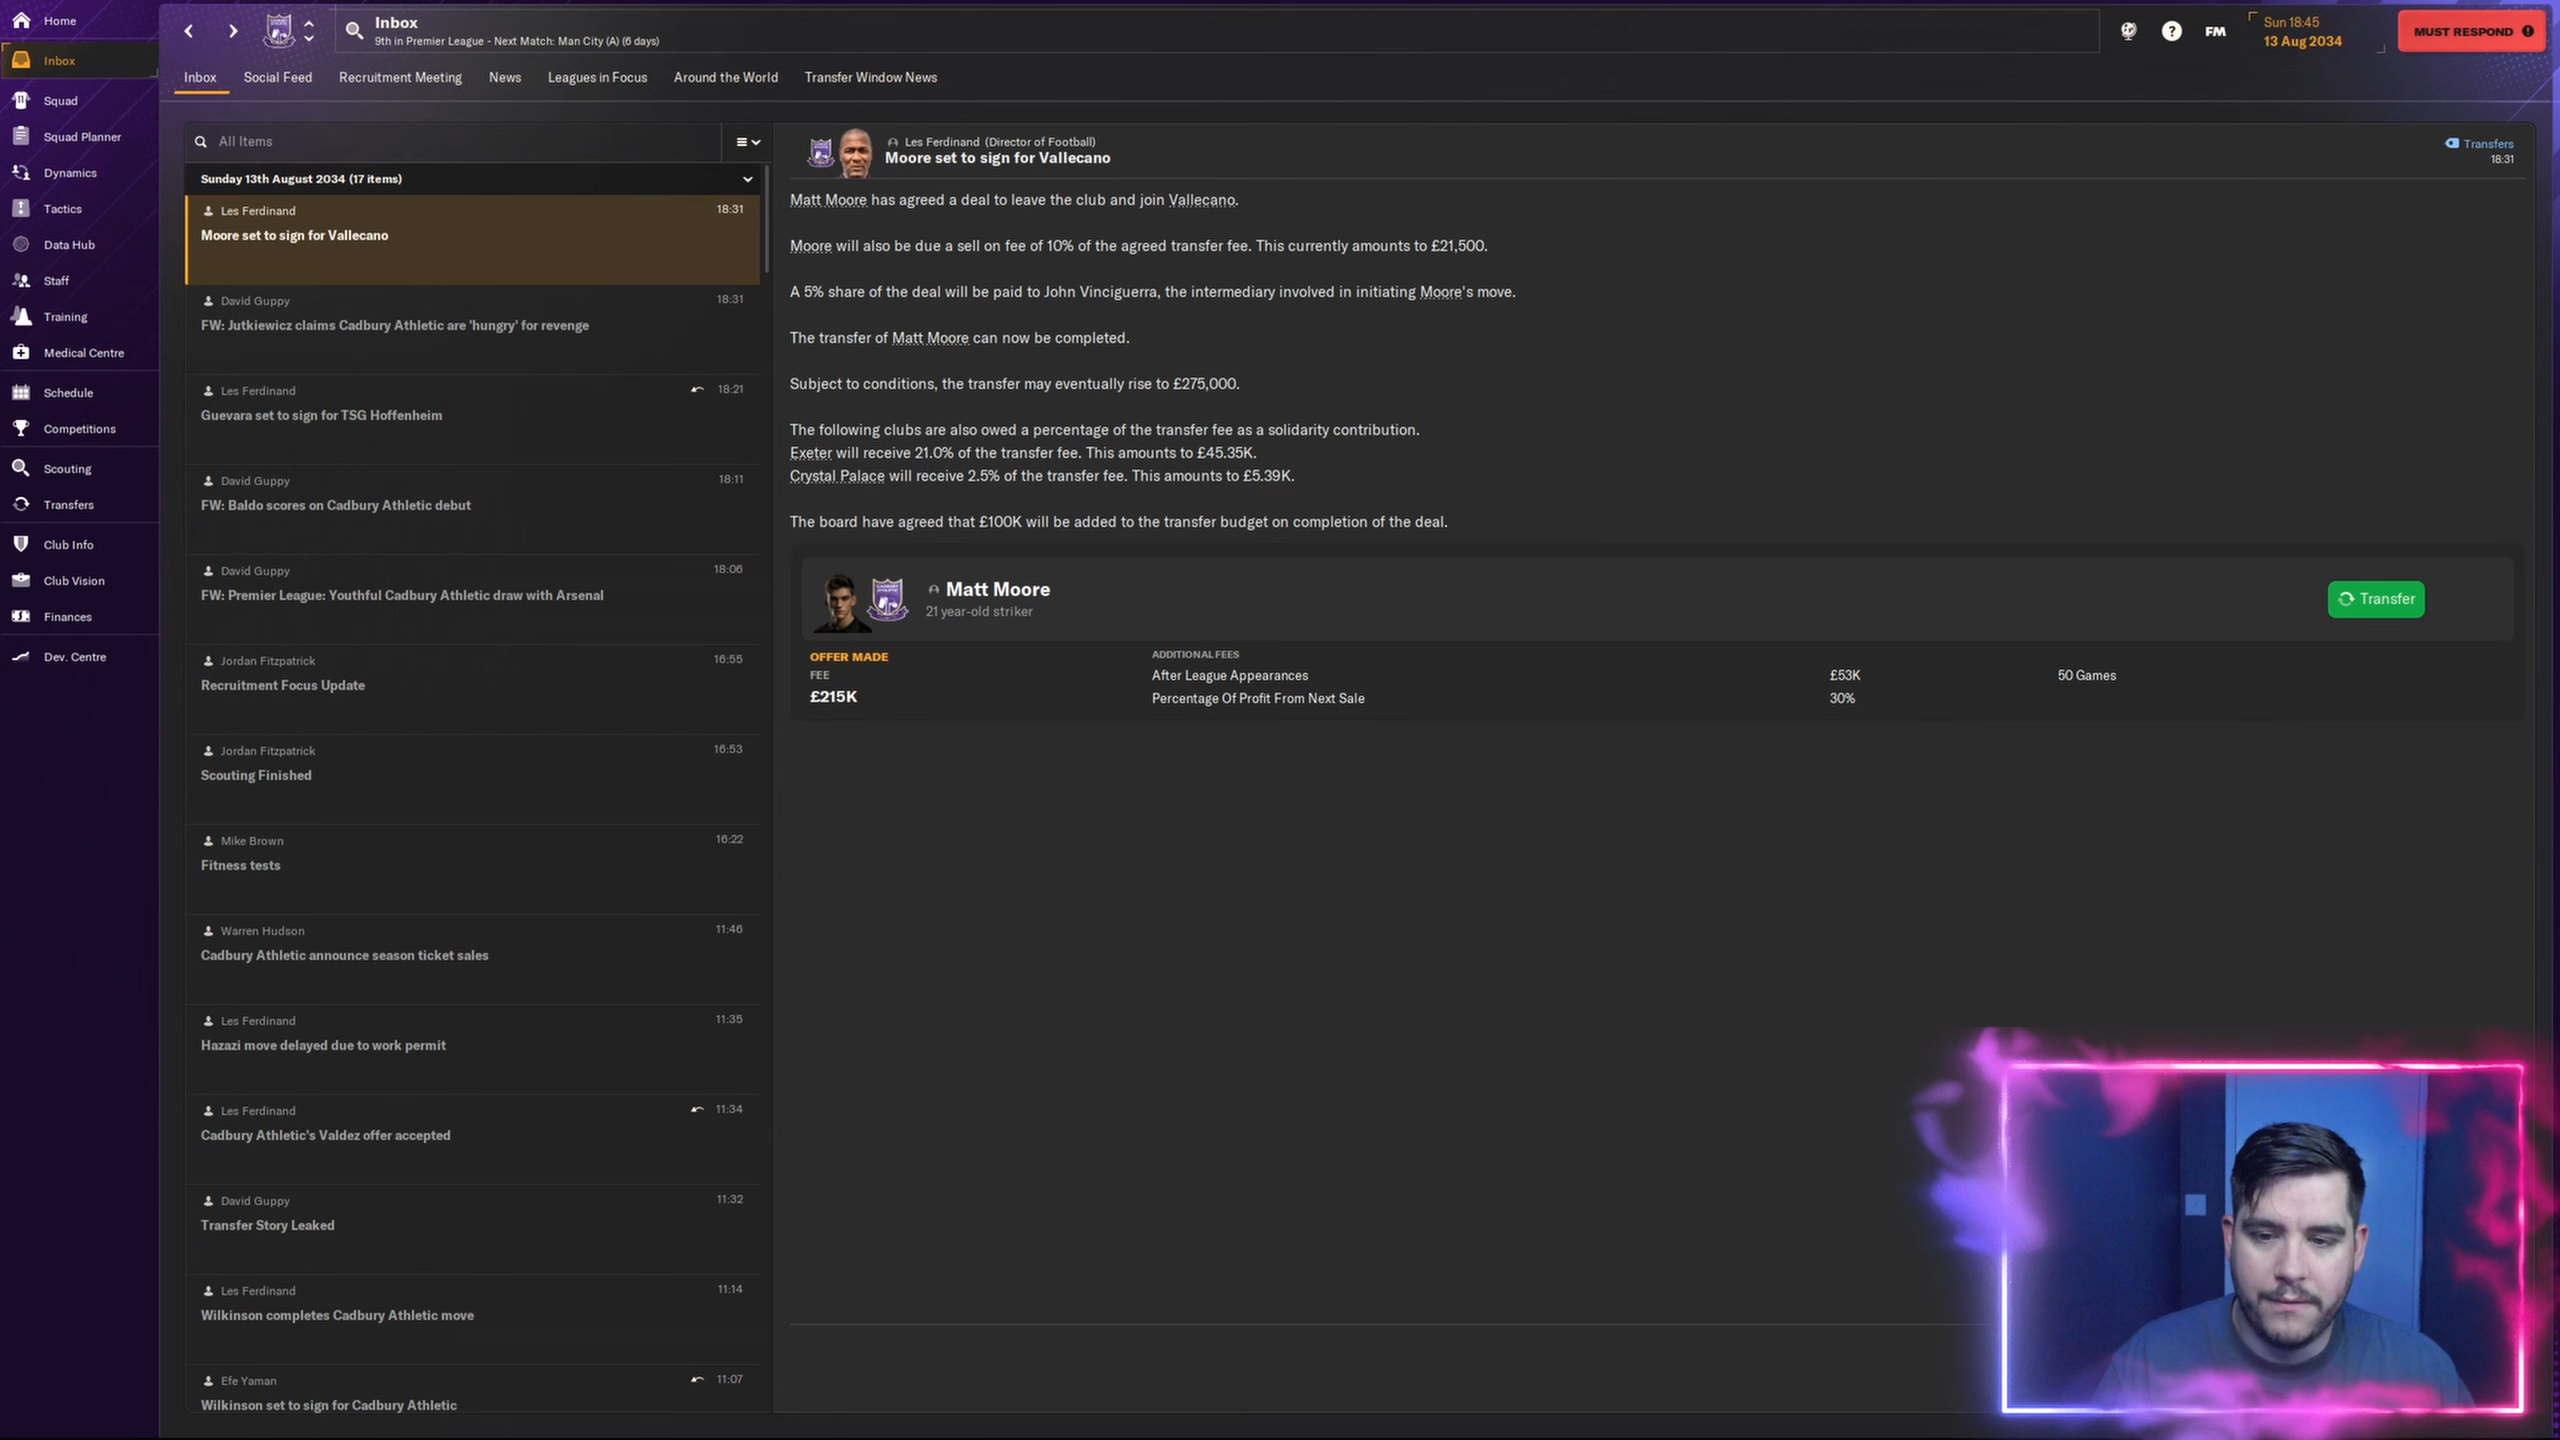 Home
Inbox
Squad
Squad Planner
Dynamics
Tactics
Data Hub
Staff
Training
Medical Centre
Schedule
Competitions
Scouting
Transfers
Club Info
Club Vision
Finances
Dev. Centre
Inbox
9th in Premier League - Next Match: Man City (A) (6 days)
?
FM
Sun 18:45
13 Aug 2034
MUST RESPOND
Inbox Social Feed Recruitment Meeting News Leagues in Focus Around the World Transfer Window News
All Items
Sunday 13th August 2034 (17 items)
Les Ferdinand 18:31
Moore set to sign for Vallecano
David Guppy 18:31
FW: Jutkiewicz claims Cadbury Athletic are 'hungry' for revenge
Les Ferdinand 18:21
Guevara set to sign for TSG Hoffenheim
David Guppy 18:11
FW: Baldo scores on Cadbury Athletic debut
David Guppy 18:06
FW: Premier League: Youthful Cadbury Athletic draw with Arsenal
Jordan Fitzpatrick 16:55
Recruitment Focus Update
Jordan Fitzpatrick 16:53
Scouting Finished
Mike Brown 16:22
Fitness tests
Warren Hudson 11:46
Cadbury Athletic announce season ticket sales
Les Ferdinand 11:35
Hazazi move delayed due to work permit
Les Ferdinand 11:34
Cadbury Athletic's Valdez offer accepted
David Guppy 11:32
Transfer Story Leaked
Les Ferdinand 11:14
Wilkinson completes Cadbury Athletic move
Efe Yaman 11:07
Wilkinson set to sign for Cadbury Athletic
Les Ferdinand (Director of Football)
Moore set to sign for Vallecano
Transfers
18:31
Matt Moore has agreed a deal to leave the club and join Vallecano.
Moore will also be due a sell on fee of 10% of the agreed transfer fee. This currently amounts to £21,500.
A 5% share of the deal will be paid to John Vinciguerra, the intermediary involved in initiating Moore's move.
The transfer of Matt Moore can now be completed.
Subject to conditions, the transfer may eventually rise to £275,000.
The following clubs are also owed a percentage of the transfer fee as a solidarity contribution.
Exeter will receive 21.0% of the transfer fee. This amounts to £45.35K.
Crystal Palace will receive 2.5% of the transfer fee. This amounts to £5.39K.
The board have agreed that £100K will be added to the transfer budget on completion of the deal.
Matt Moore
21 year-old striker
Transfer
OFFER MADE
FEE
£215K
ADDITIONAL FEES
After League Appearances £53K 50 Games
Percentage Of Profit From Next Sale 30%